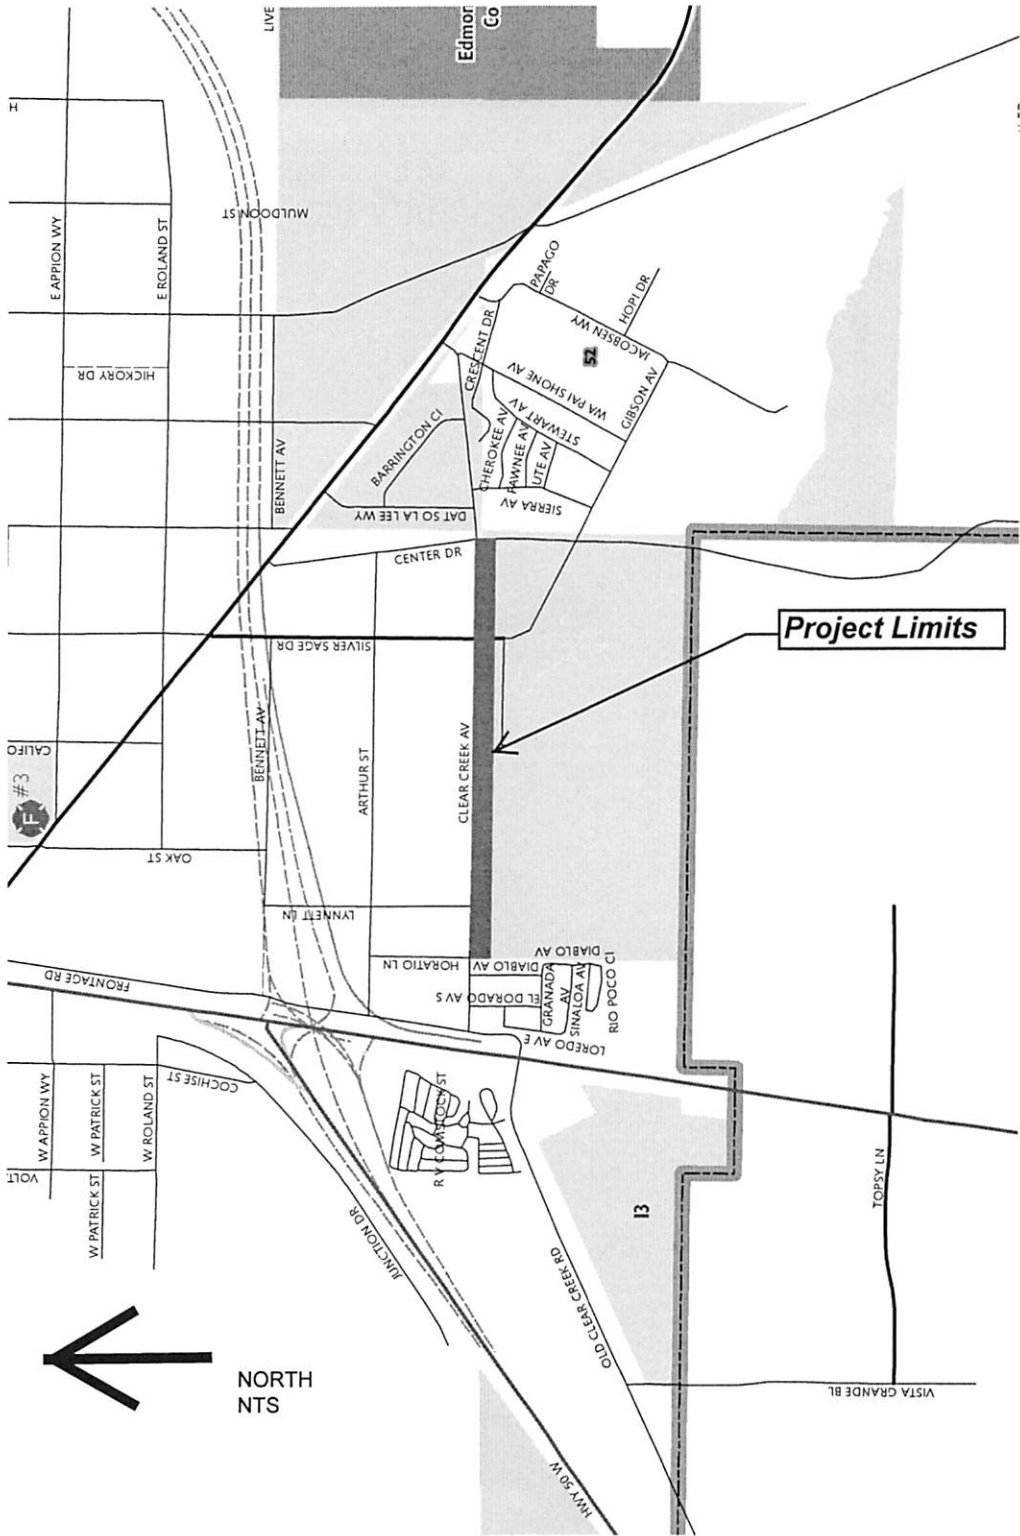 LIVE
Edmon
Co
H
E APPION WY
E ROLAND ST
MULDOON ST
HICKORY DR
BENNETT AV
BARRINGTON CI
DAT SO LA LEE WY
CENTER DR
CRESCENT DR
PAPAGO
DR
HOPI DR
JACOBSEN WY
52
WA PAI SHONE AV
STEWART AV
GIBSON AV
CHEROKEE AV
PAWNEE AV
UTE AV
SIERRA AV
Project Limits
SILVER SAGE DR
CALIFO
#3
F
BENNETT AV
ARTHUR ST
CLEAR CREEK AV
OAK ST
LYNNETT LN
HORATIO LN
DIABLO AV
DIABLO AV
EL DORADO AV S
GRANADA
AV
SINALOA AV
RIO POCO CI
LOREDO AV E
FRONTAGE RD
COCHISE ST
W APPION WY
W PATRICK ST
W ROLAND ST
VOLT
W PATRICK ST
R V COMSTOCK ST
JUNCTION DR
OLD CLEAR CREEK RD
13
TOPSY LN
VISTA GRANDE BL
HWY 50 W
NORTH
NTS